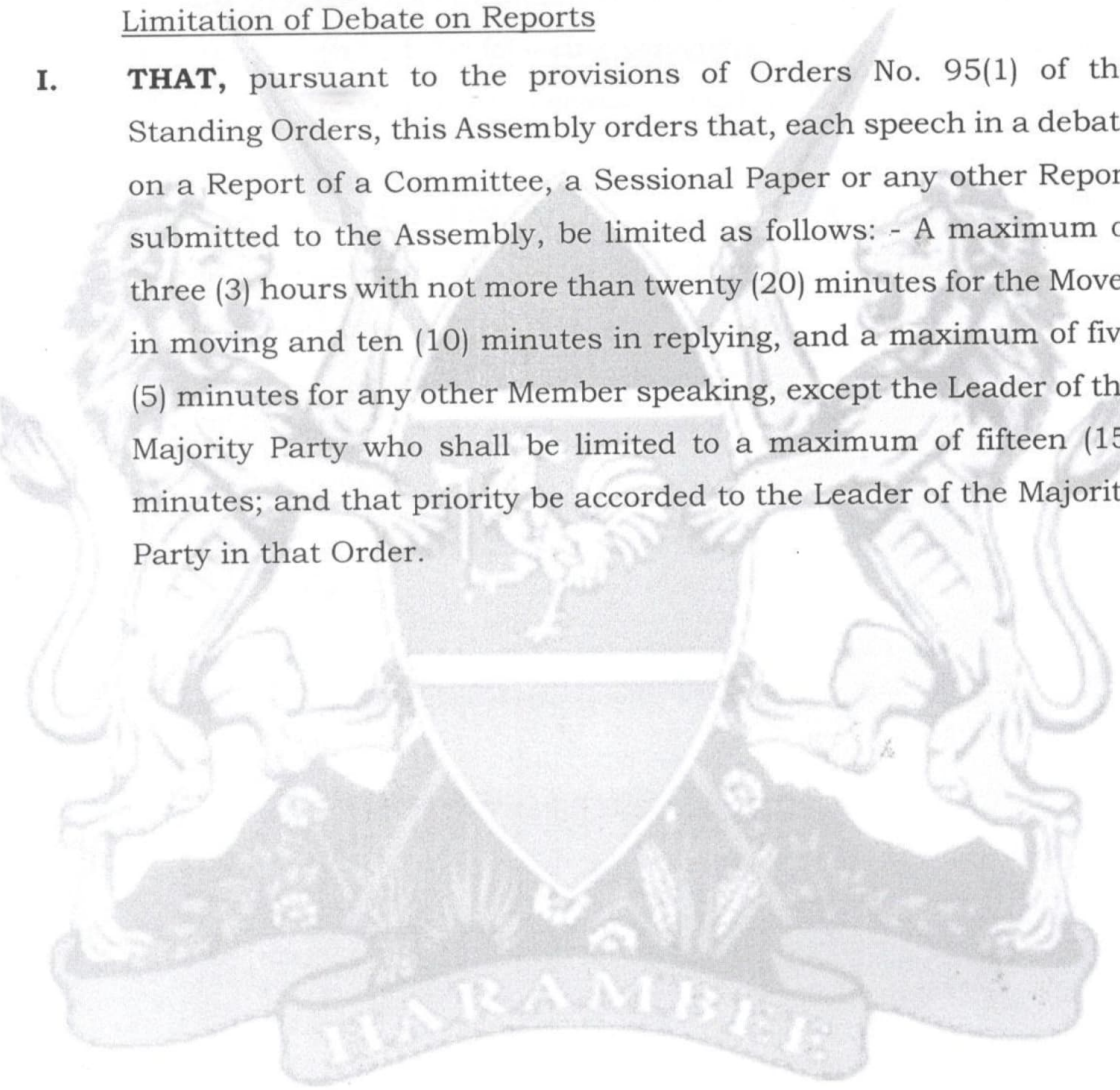 Limitation of Debate on Reports
I. THAT, pursuant to the provisions of Orders No. 95(1) of th
Standing Orders, this Assembly orders that, each speech in a debat
on a Report of a Committee, a Sessional Paper or any other Repor
submitted to the Assembly, be limited as follows: - A maximum o
three (3) hours with not more than twenty (20) minutes for the Move
in moving and ten (10) minutes in replying, and a maximum of fiv
(5) minutes for any other Member speaking, except the Leader of th
Majority Party who shall be limited to a maximum of fifteen (15
minutes; and that priority be accorded to the Leader of the Majorit
Party in that Order.
HARAMBEE